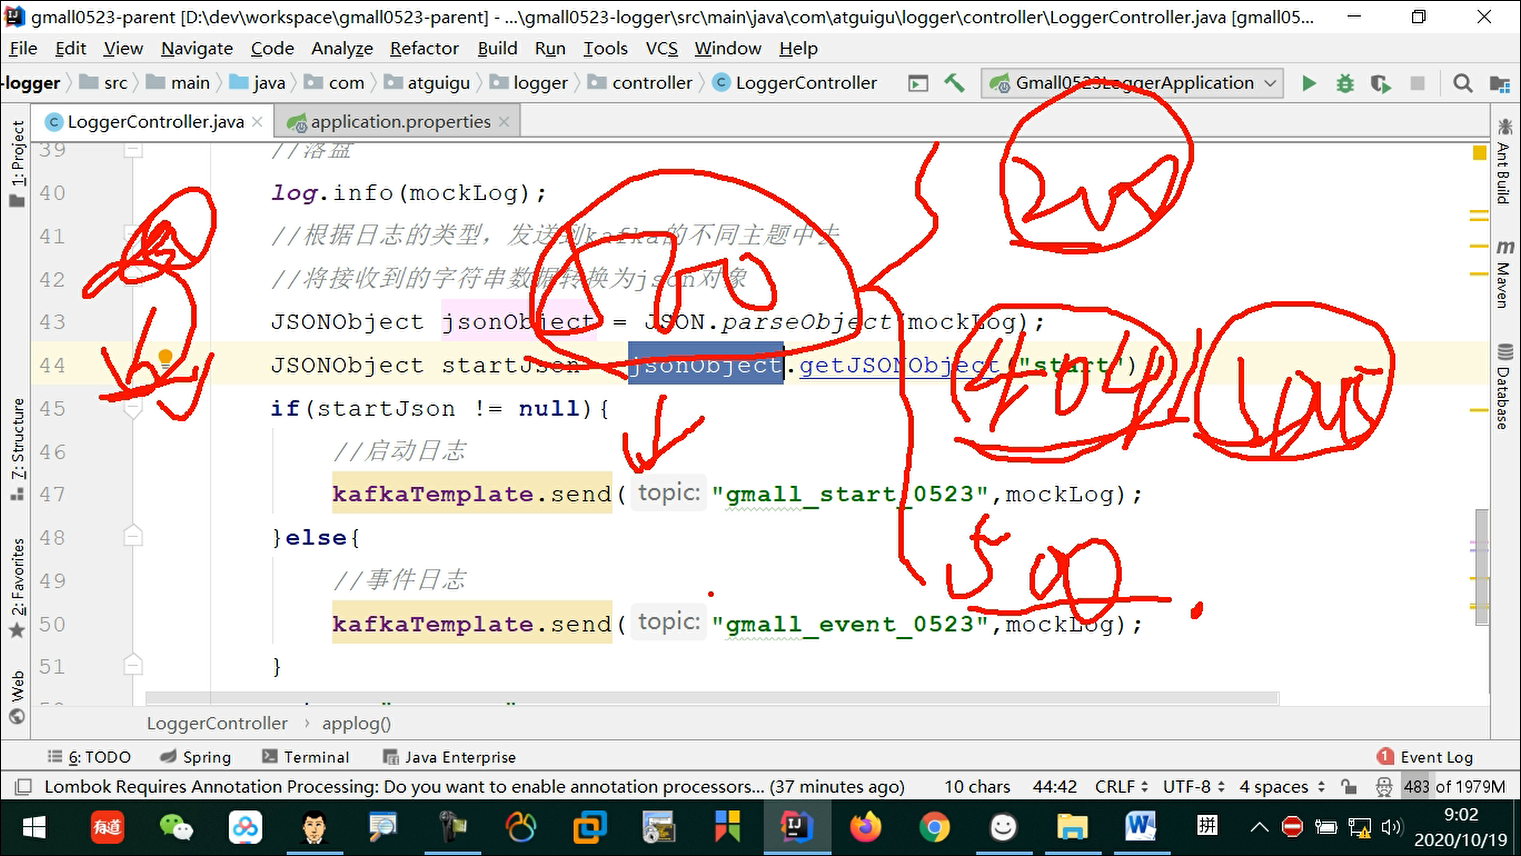 gmall0523-parent [D:\dev\workspace\gmall0523-parent] - ...\gmall0523-logger\src\main\java\com\atguigu\logger\controller\LoggerController.java [gmall05...
File Edit View Navigate Code Analyze Refactor Build Run Tools VCS Window Help
-logger src main java com atguigu logger controller LoggerController Gmall0523LoggerApplication
LoggerController.java application.properties
39 //落盘
40 log.info(mockLog);
41 //根据日志的类型，发送到kafka的不同主题中去
42 //将接收到的字符串数据转换为json对象
43 JSONObject jsonObject = JSON.parseObject(mockLog);
44 JSONObject startJson = jsonObject.getJSONObject("start")
45 if(startJson != null){
46 //启动日志
47 kafkaTemplate.send( topic: "gmall_start_0523",mockLog);
48 }else{
49 //事件日志
50 kafkaTemplate.send( topic: "gmall_event_0523",mockLog);
51 }
404
500
1: Project
Z: Structure
2: Favorites
Web
Ant Build
Maven
Database
LoggerController › applog()
6: TODO Spring Terminal Java Enterprise 1 Event Log
Lombok Requires Annotation Processing: Do you want to enable annotation processors... (37 minutes ago) 10 chars 44:42 CRLF UTF-8 4 spaces 483 of 1979M
有道 拼 9:02
2020/10/19